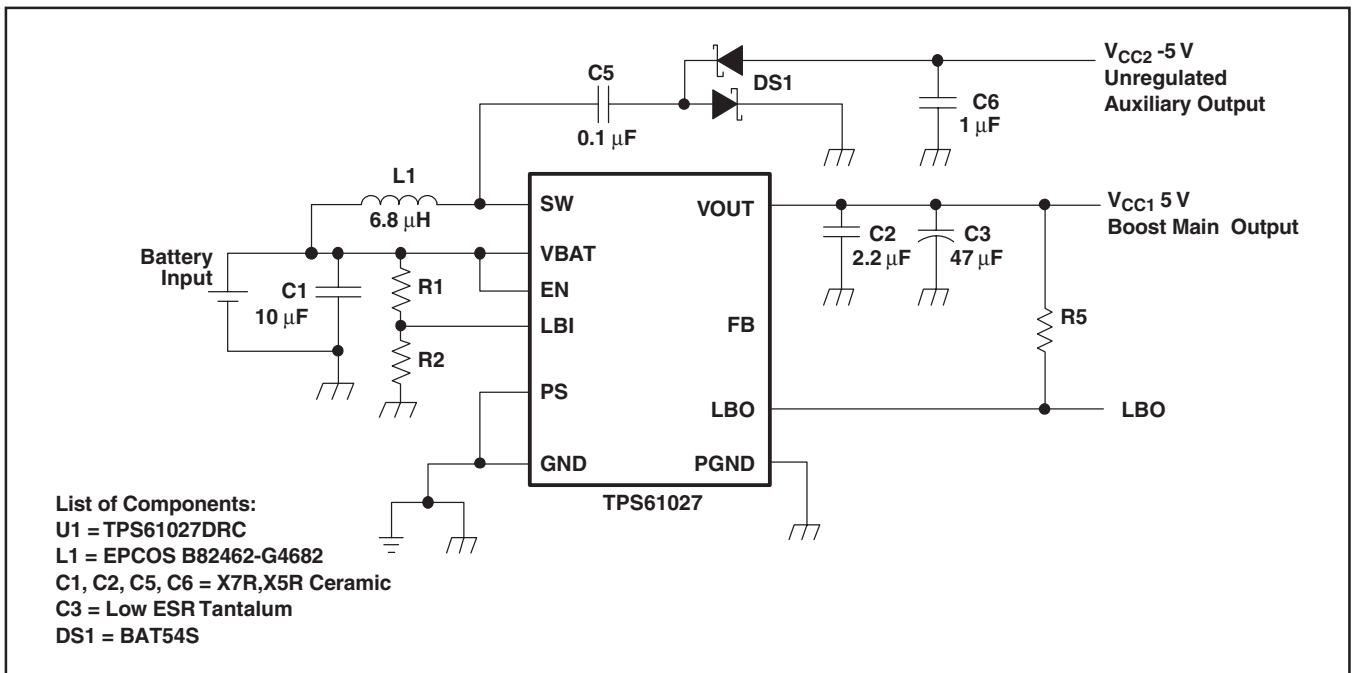 V_CC2 -5 V
Unregulated
Auxiliary Output
C5
0.1 μF
DS1
C6
1 μF
L1
6.8 μH
SW
VOUT
V_CC1 5 V
Boost Main Output
C2
2.2 μF
C3
47 μF
Battery
Input
VBAT
C1
10 μF
R1
EN
LBI
FB
R5
R2
PS
LBO
LBO
GND
PGND
TPS61027
List of Components:
U1 = TPS61027DRC
L1 = EPCOS B82462-G4682
C1, C2, C5, C6 = X7R,X5R Ceramic
C3 = Low ESR Tantalum
DS1 = BAT54S